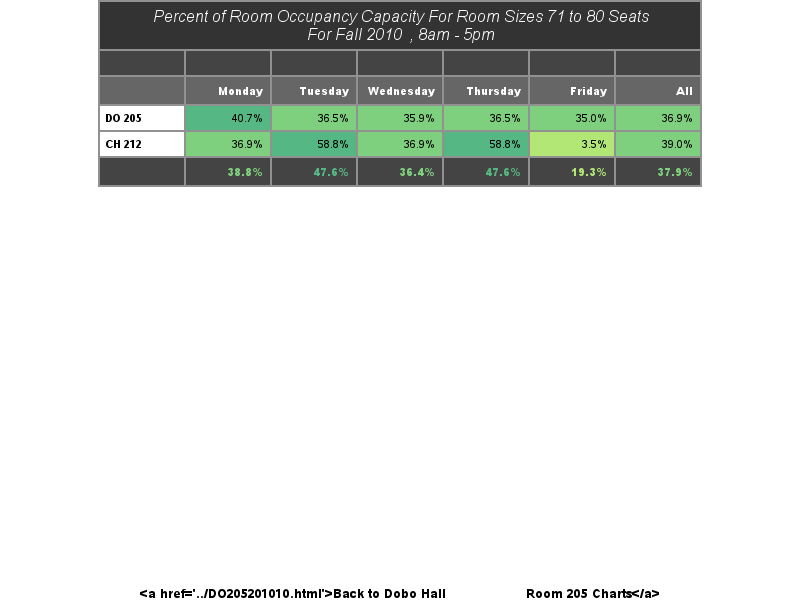 Percent of Room Occupancy Capacity For Room Sizes 71 to 80 Seats
For Fall 2010 , 8am - 5pm
Monday Tuesday Wednesday Thursday Friday All
DO 205 40.7% 36.5% 35.9% 36.5% 35.0% 36.9%
CH 212 36.9% 58.8% 36.9% 58.8% 3.5% 39.0%
38.8% 47.6% 36.4% 47.6% 19.3% 37.9%
<a href='../DO205201010.html'>Back to Dobo Hall Room 205 Charts</a>